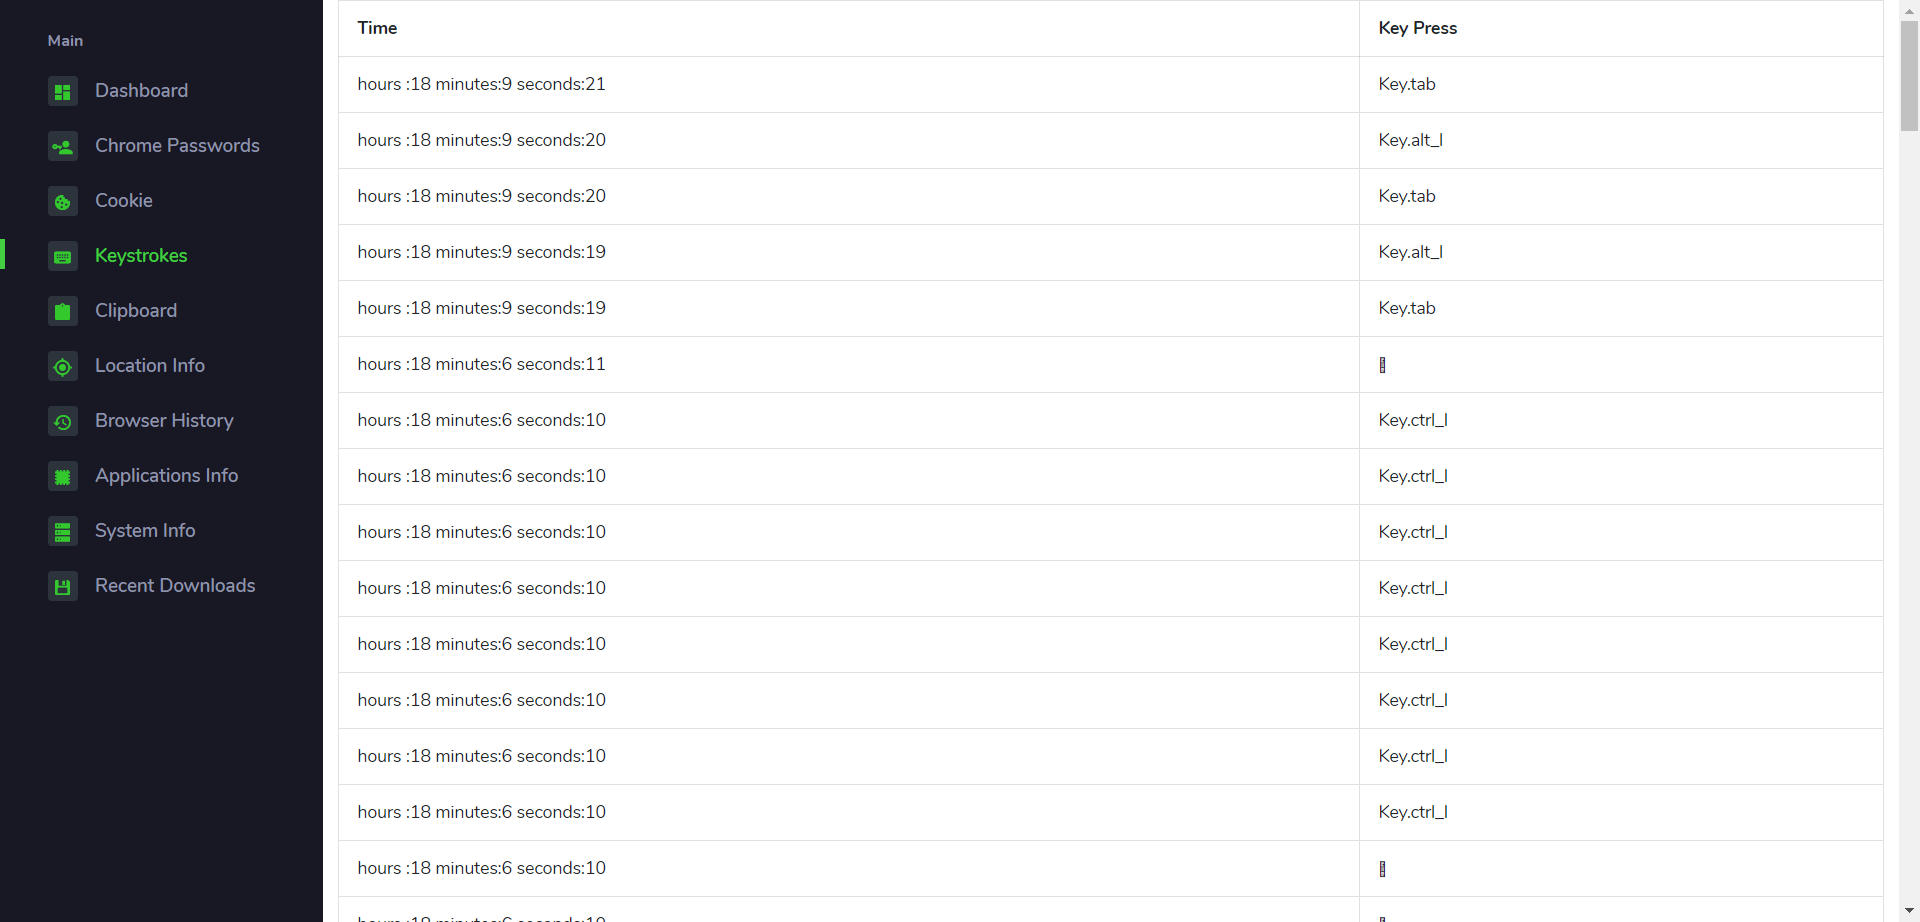 Main
Dashboard
Chrome Passwords
Cookie
Keystrokes
Clipboard
Location Info
Browser History
Applications Info
System Info
Recent Downloads
Time Key Press
hours :18 minutes:9 seconds:21 Key.tab
hours :18 minutes:9 seconds:20 Key.alt_l
hours :18 minutes:9 seconds:20 Key.tab
hours :18 minutes:9 seconds:19 Key.alt_l
hours :18 minutes:9 seconds:19 Key.tab
hours :18 minutes:6 seconds:11
hours :18 minutes:6 seconds:10 Key.ctrl_l
hours :18 minutes:6 seconds:10 Key.ctrl_l
hours :18 minutes:6 seconds:10 Key.ctrl_l
hours :18 minutes:6 seconds:10 Key.ctrl_l
hours :18 minutes:6 seconds:10 Key.ctrl_l
hours :18 minutes:6 seconds:10 Key.ctrl_l
hours :18 minutes:6 seconds:10 Key.ctrl_l
hours :18 minutes:6 seconds:10 Key.ctrl_l
hours :18 minutes:6 seconds:10